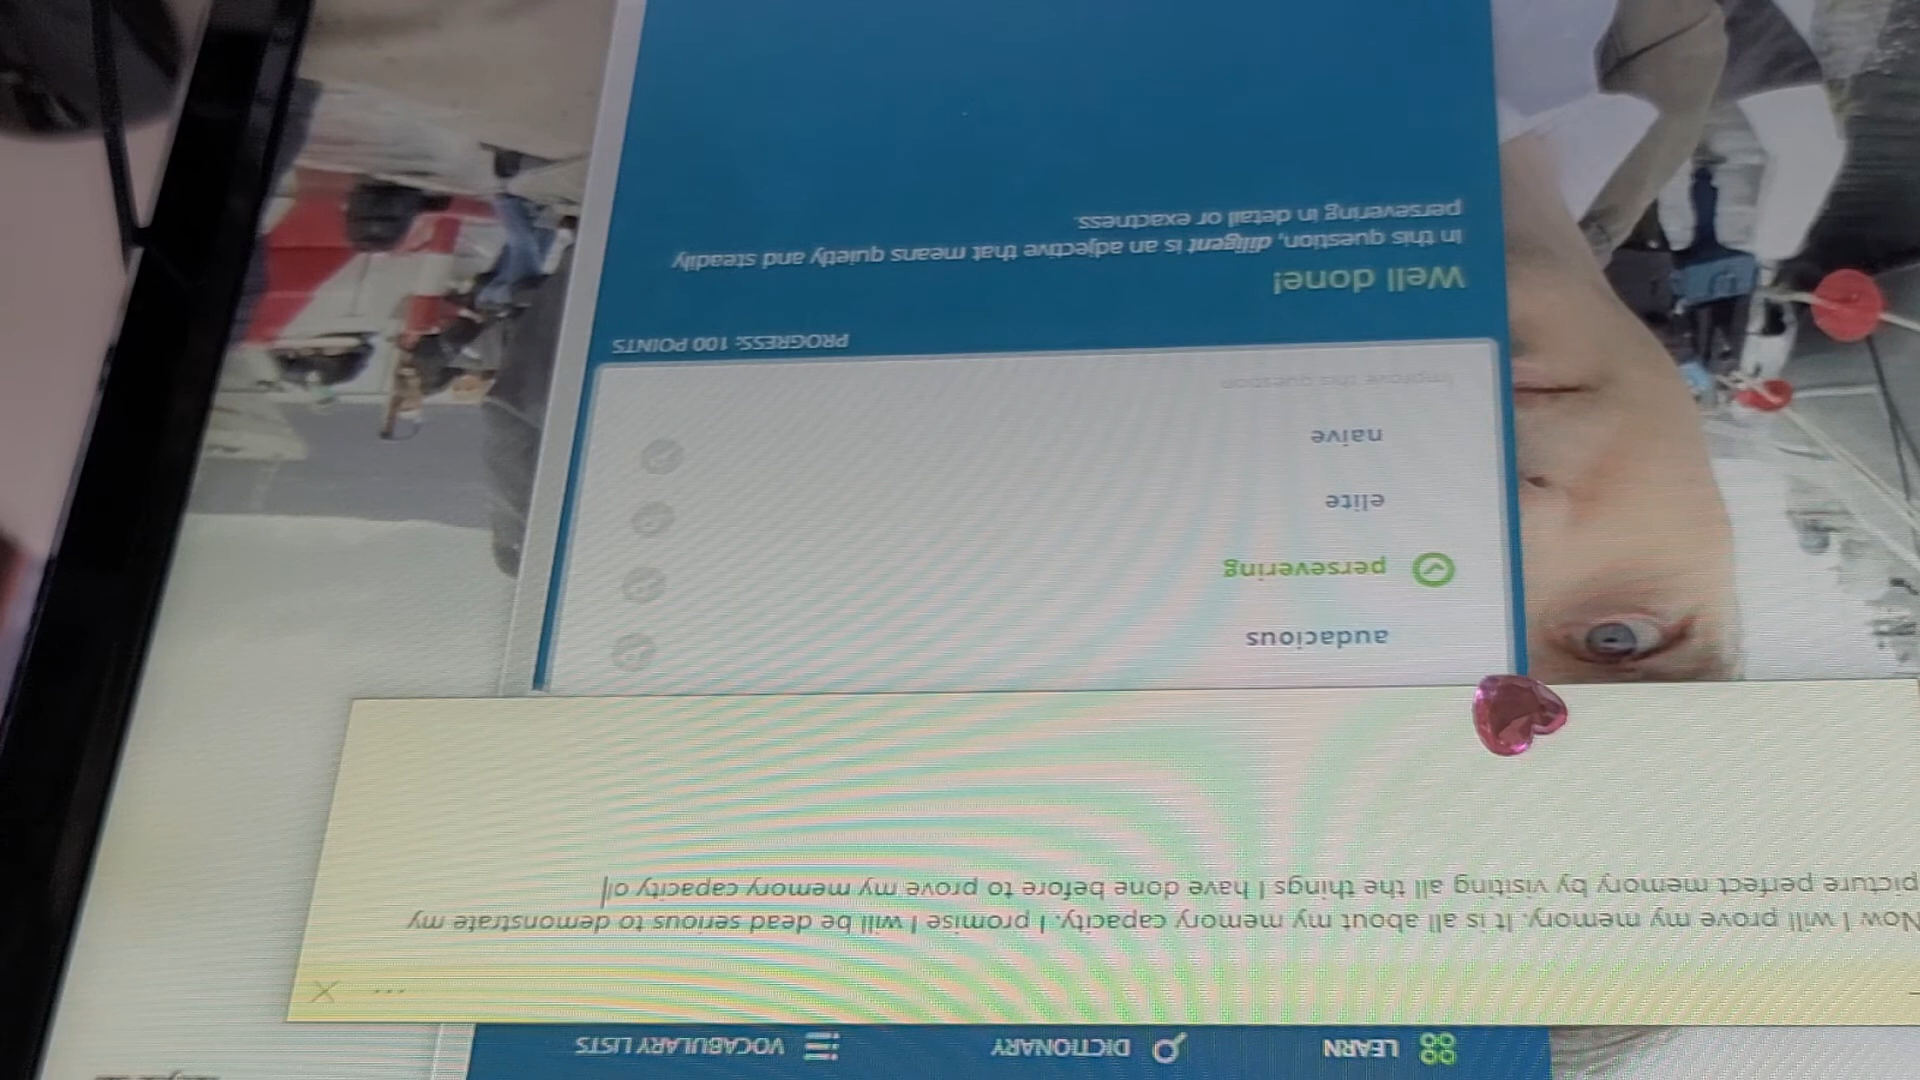 LEARN
DICTIONARY
VOCABULARY LISTS
Now I will prove my memory. It is all about my memory capacity. I promise I will be dead serious to demonstrate my
picture perfect memory by visiting all the things I have done before to prove my memory capacity of
audacious
persevering
elite
naive
Improve this question
PROGRESS: 100 POINTS
Well done!
In this question, diligent is an adjective that means quietly and steadily
persevering in detail or exactness.